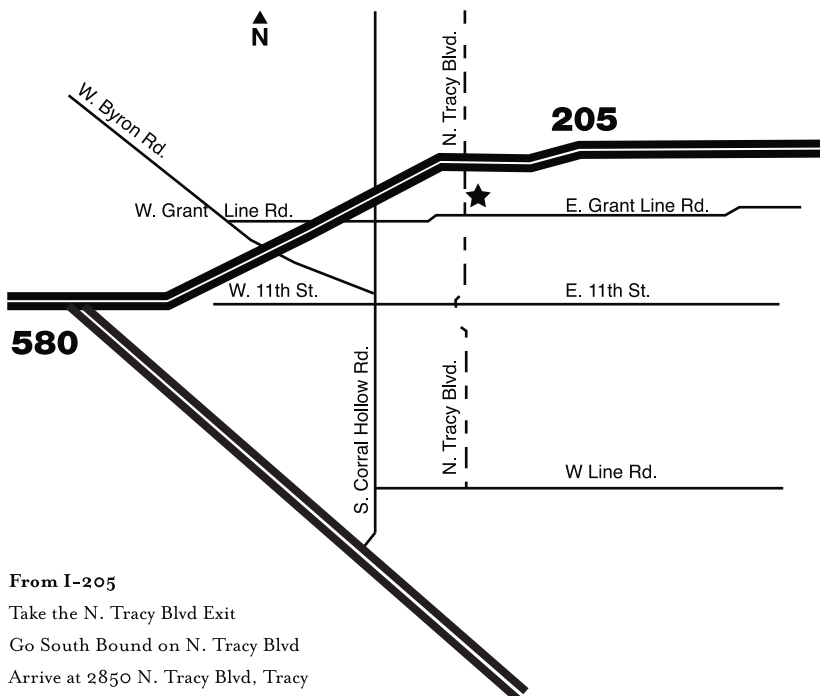 N
N. Tracy Blvd.
W. Byron Rd.
205
W. Grant Line Rd.
E. Grant Line Rd.
W. 11th St.
E. 11th St.
580
S. Corral Hollow Rd.
N. Tracy Blvd.
W Line Rd.
From I-205
Take the N. Tracy Blvd Exit
Go South Bound on N. Tracy Blvd
Arrive at 2850 N. Tracy Blvd, Tracy